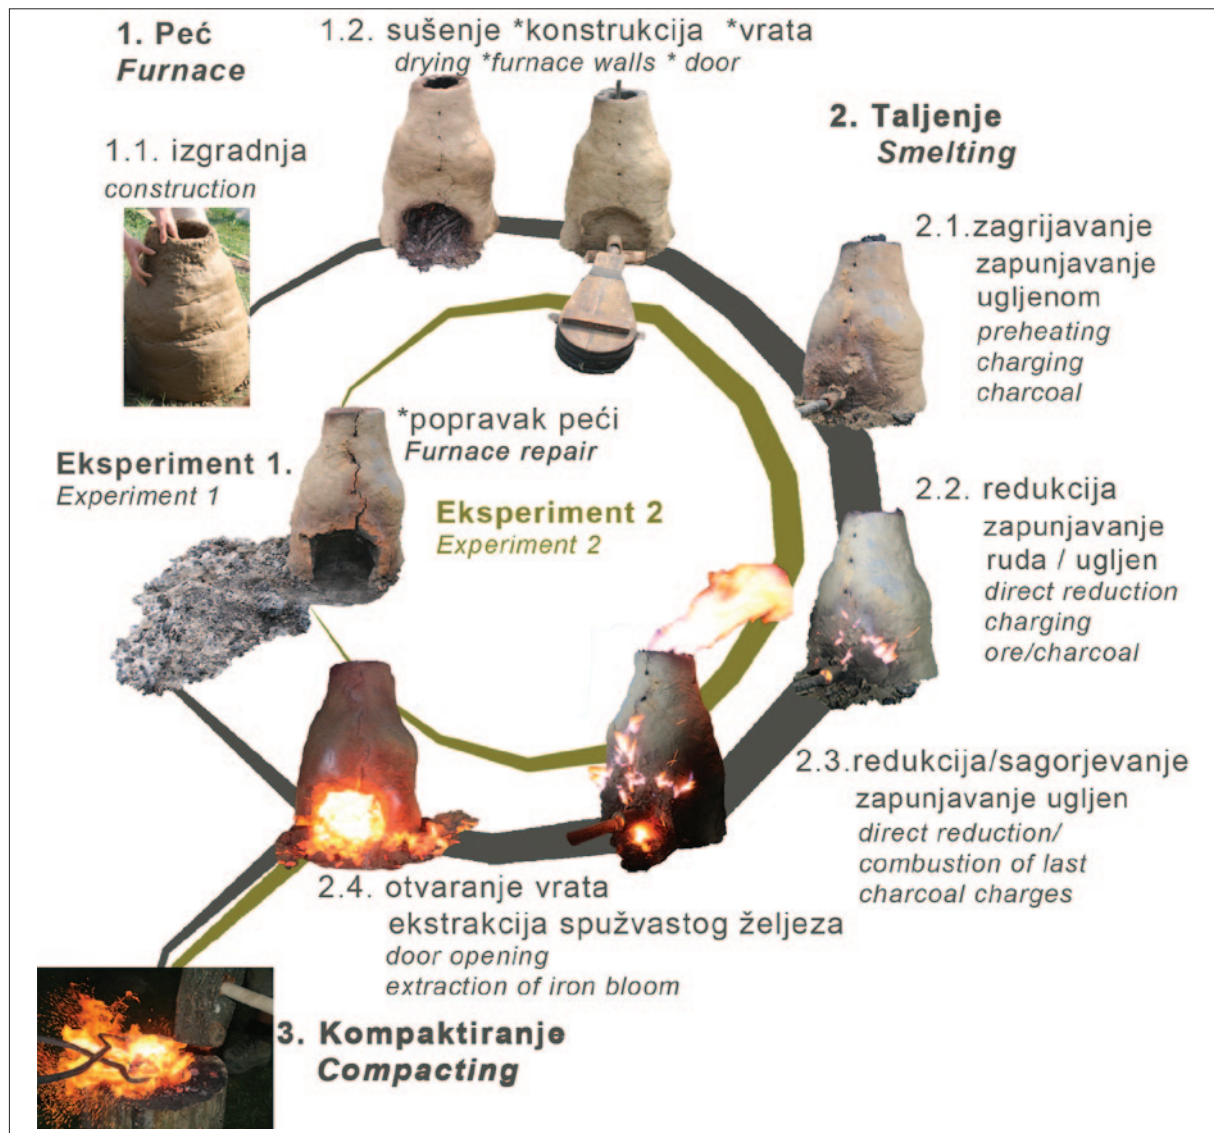 1. Peć
Furnace
1.2. sušenje *konstrukcija *vrata
drying *furnace walls * door
1.1. izgradnja
construction
2. Taljenje
Smelting
2.1.zagrijavanje
zapunjavanje
ugljenom
preheating
charging
charcoal
*popravak peći
Furnace repair
Eksperiment 1.
Experiment 1
Eksperiment 2
Experiment 2
2.2. redukcija
zapunjavanje
ruda / ugljen
direct reduction
charging
ore/charcoal
2.3.redukcija/sagorjevanje
zapunjavanje ugljen
direct reduction/
combustion of last
charcoal charges
2.4. otvaranje vrata
ekstrakcija spužvastog željeza
door opening
extraction of iron bloom
3. Kompaktiranje
Compacting